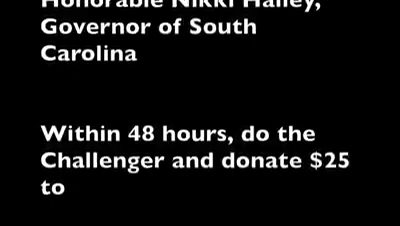 Honorable Nikki Haley,
Governor of South
Carolina
Within 48 hours, do the
Challenger and donate $25
to